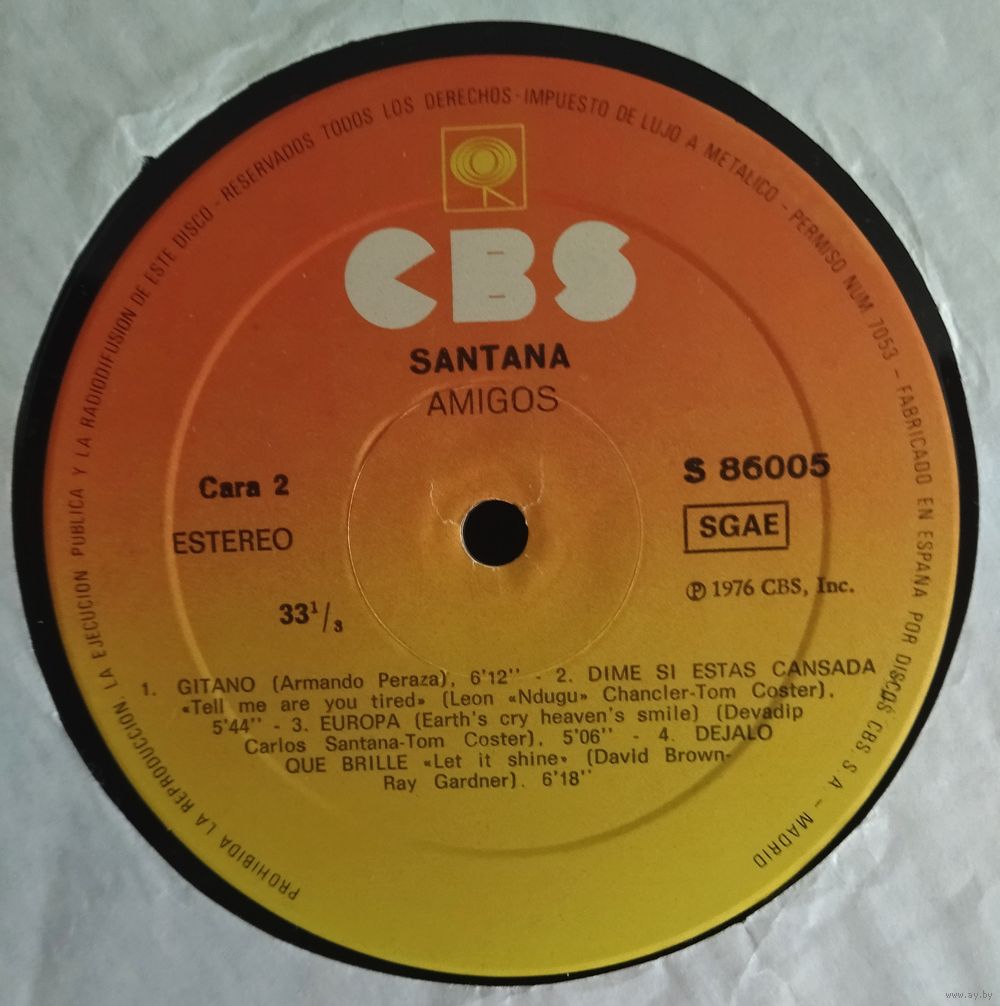 PROHIBIDA LA REPRODUCCION, LA EJECUCION PUBLICA Y LA RADIODIFUSION DE ESTE DISCO - RESERVADOS TODOS LOS DERECHOS - IMPUESTO DE LUJO A METALICO - PERMISO NUM 7053 - FABRICADO EN ESPAÑA POR DISCOS CBS. S A. - MADRID
CBS
SANTANA
AMIGOS
Cara 2
S 86005
ESTEREO
SGAE
33 1/3
℗ 1976 CBS, Inc.
1. GITANO (Armando Peraza), 6'12" - 2. DIME SI ESTAS CANSADA
«Tell me are you tired» (Leon «Ndugu» Chancler-Tom Coster).
5'44" - 3. EUROPA (Earth's cry heaven's smile) (Devadip
Carlos Santana-Tom Coster). 5'06" - 4. DEJALO
QUE BRILLE «Let it shine» (David Brown-
Ray Gardner). 6'18"
www.ay.by